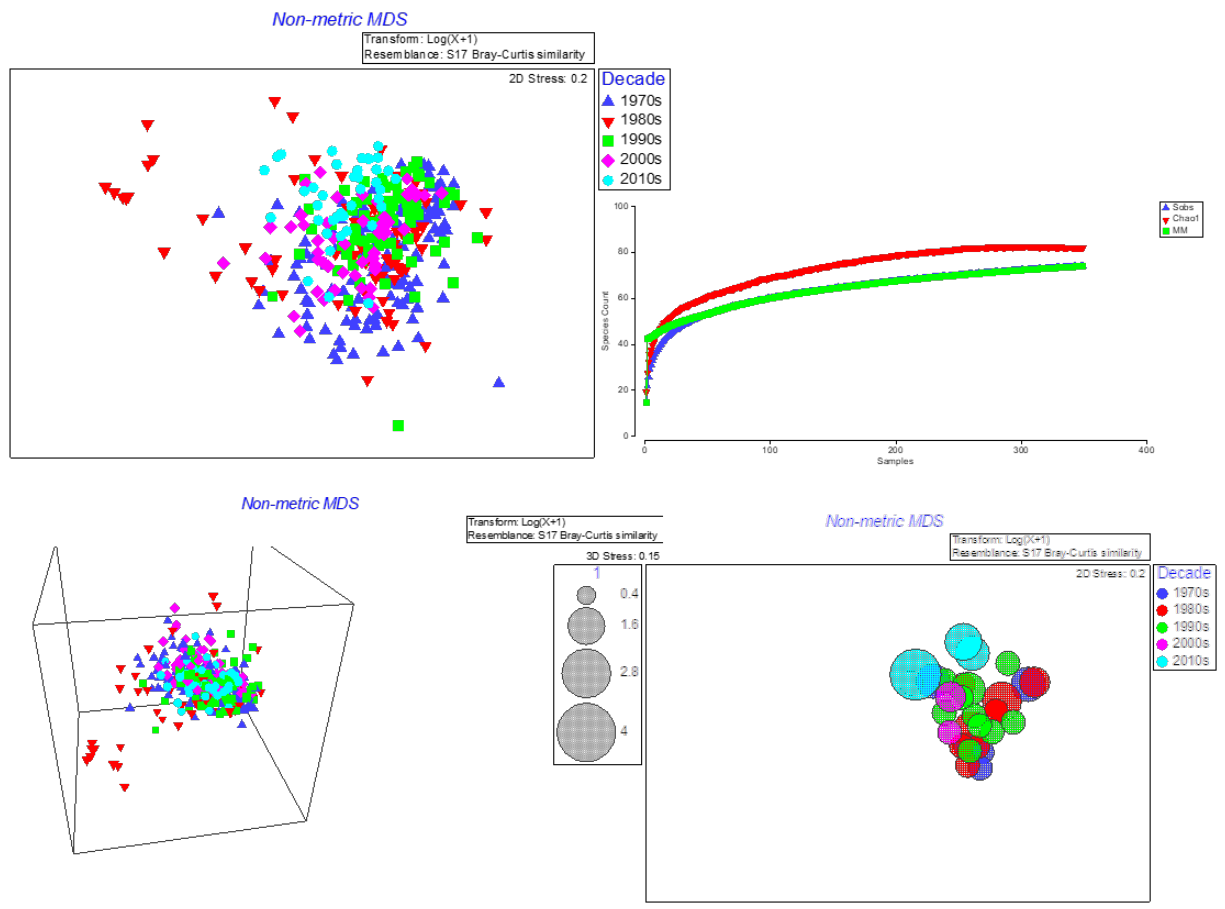 Non-metric MDS
Transform: Log(X+1)
Resemblance: S17 Bray-Curtis similarity
2D Stress: 0.2
Decade
1970s
1980s
1990s
2000s
2010s
Sobs
Chao1
MM
100
80
60
40
20
0
Species Count
0
100
200
300
400
Samples
Non-metric MDS
Transform: Log(X+1)
Resemblance: S17 Bray-Curtis similarity
3D Stress: 0.15
1
0.4
1.6
2.8
4
Non-metric MDS
Transform: Log(X+1)
Resemblance: S17 Bray-Curtis similarity
2D Stress: 0.2
Decade
1970s
1980s
1990s
2000s
2010s